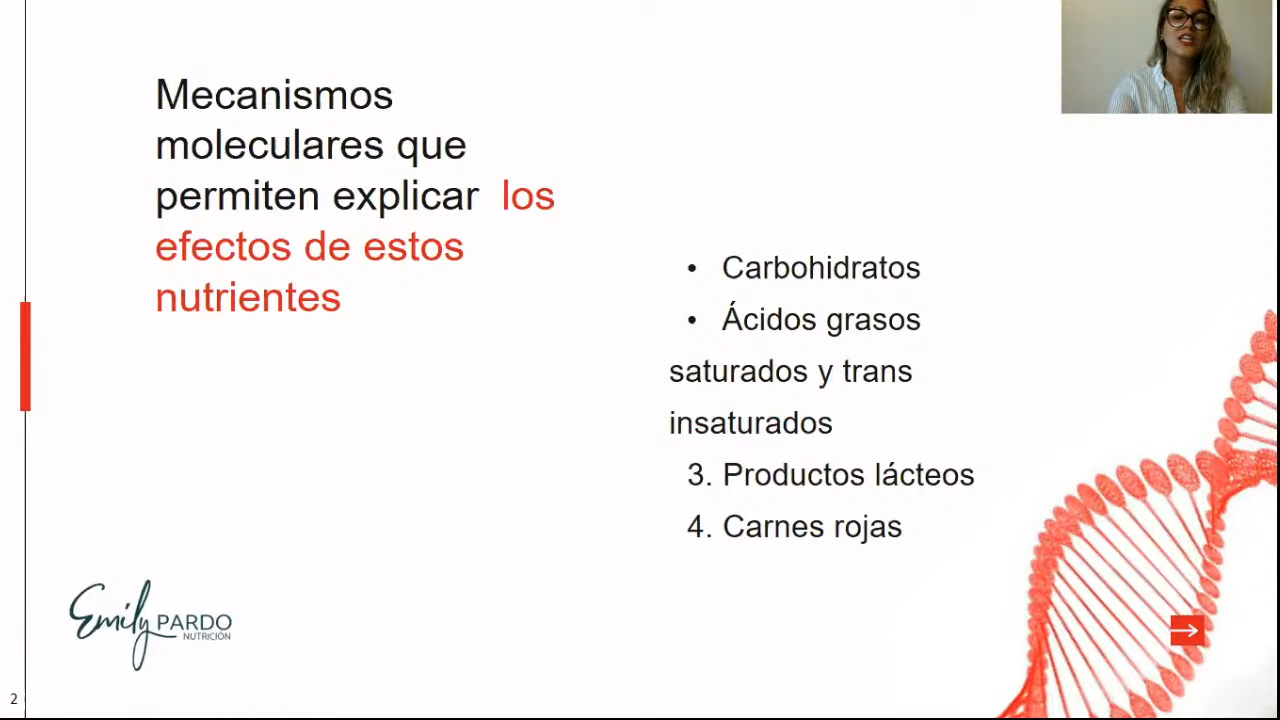 Mecanismos
moleculares que
permiten explicar los
efectos de estos
nutrientes
• Carbohidratos
• Ácidos grasos
saturados y trans
insaturados
3. Productos lácteos
4. Carnes rojas
Emily PARDO
NUTRICIÓN
2